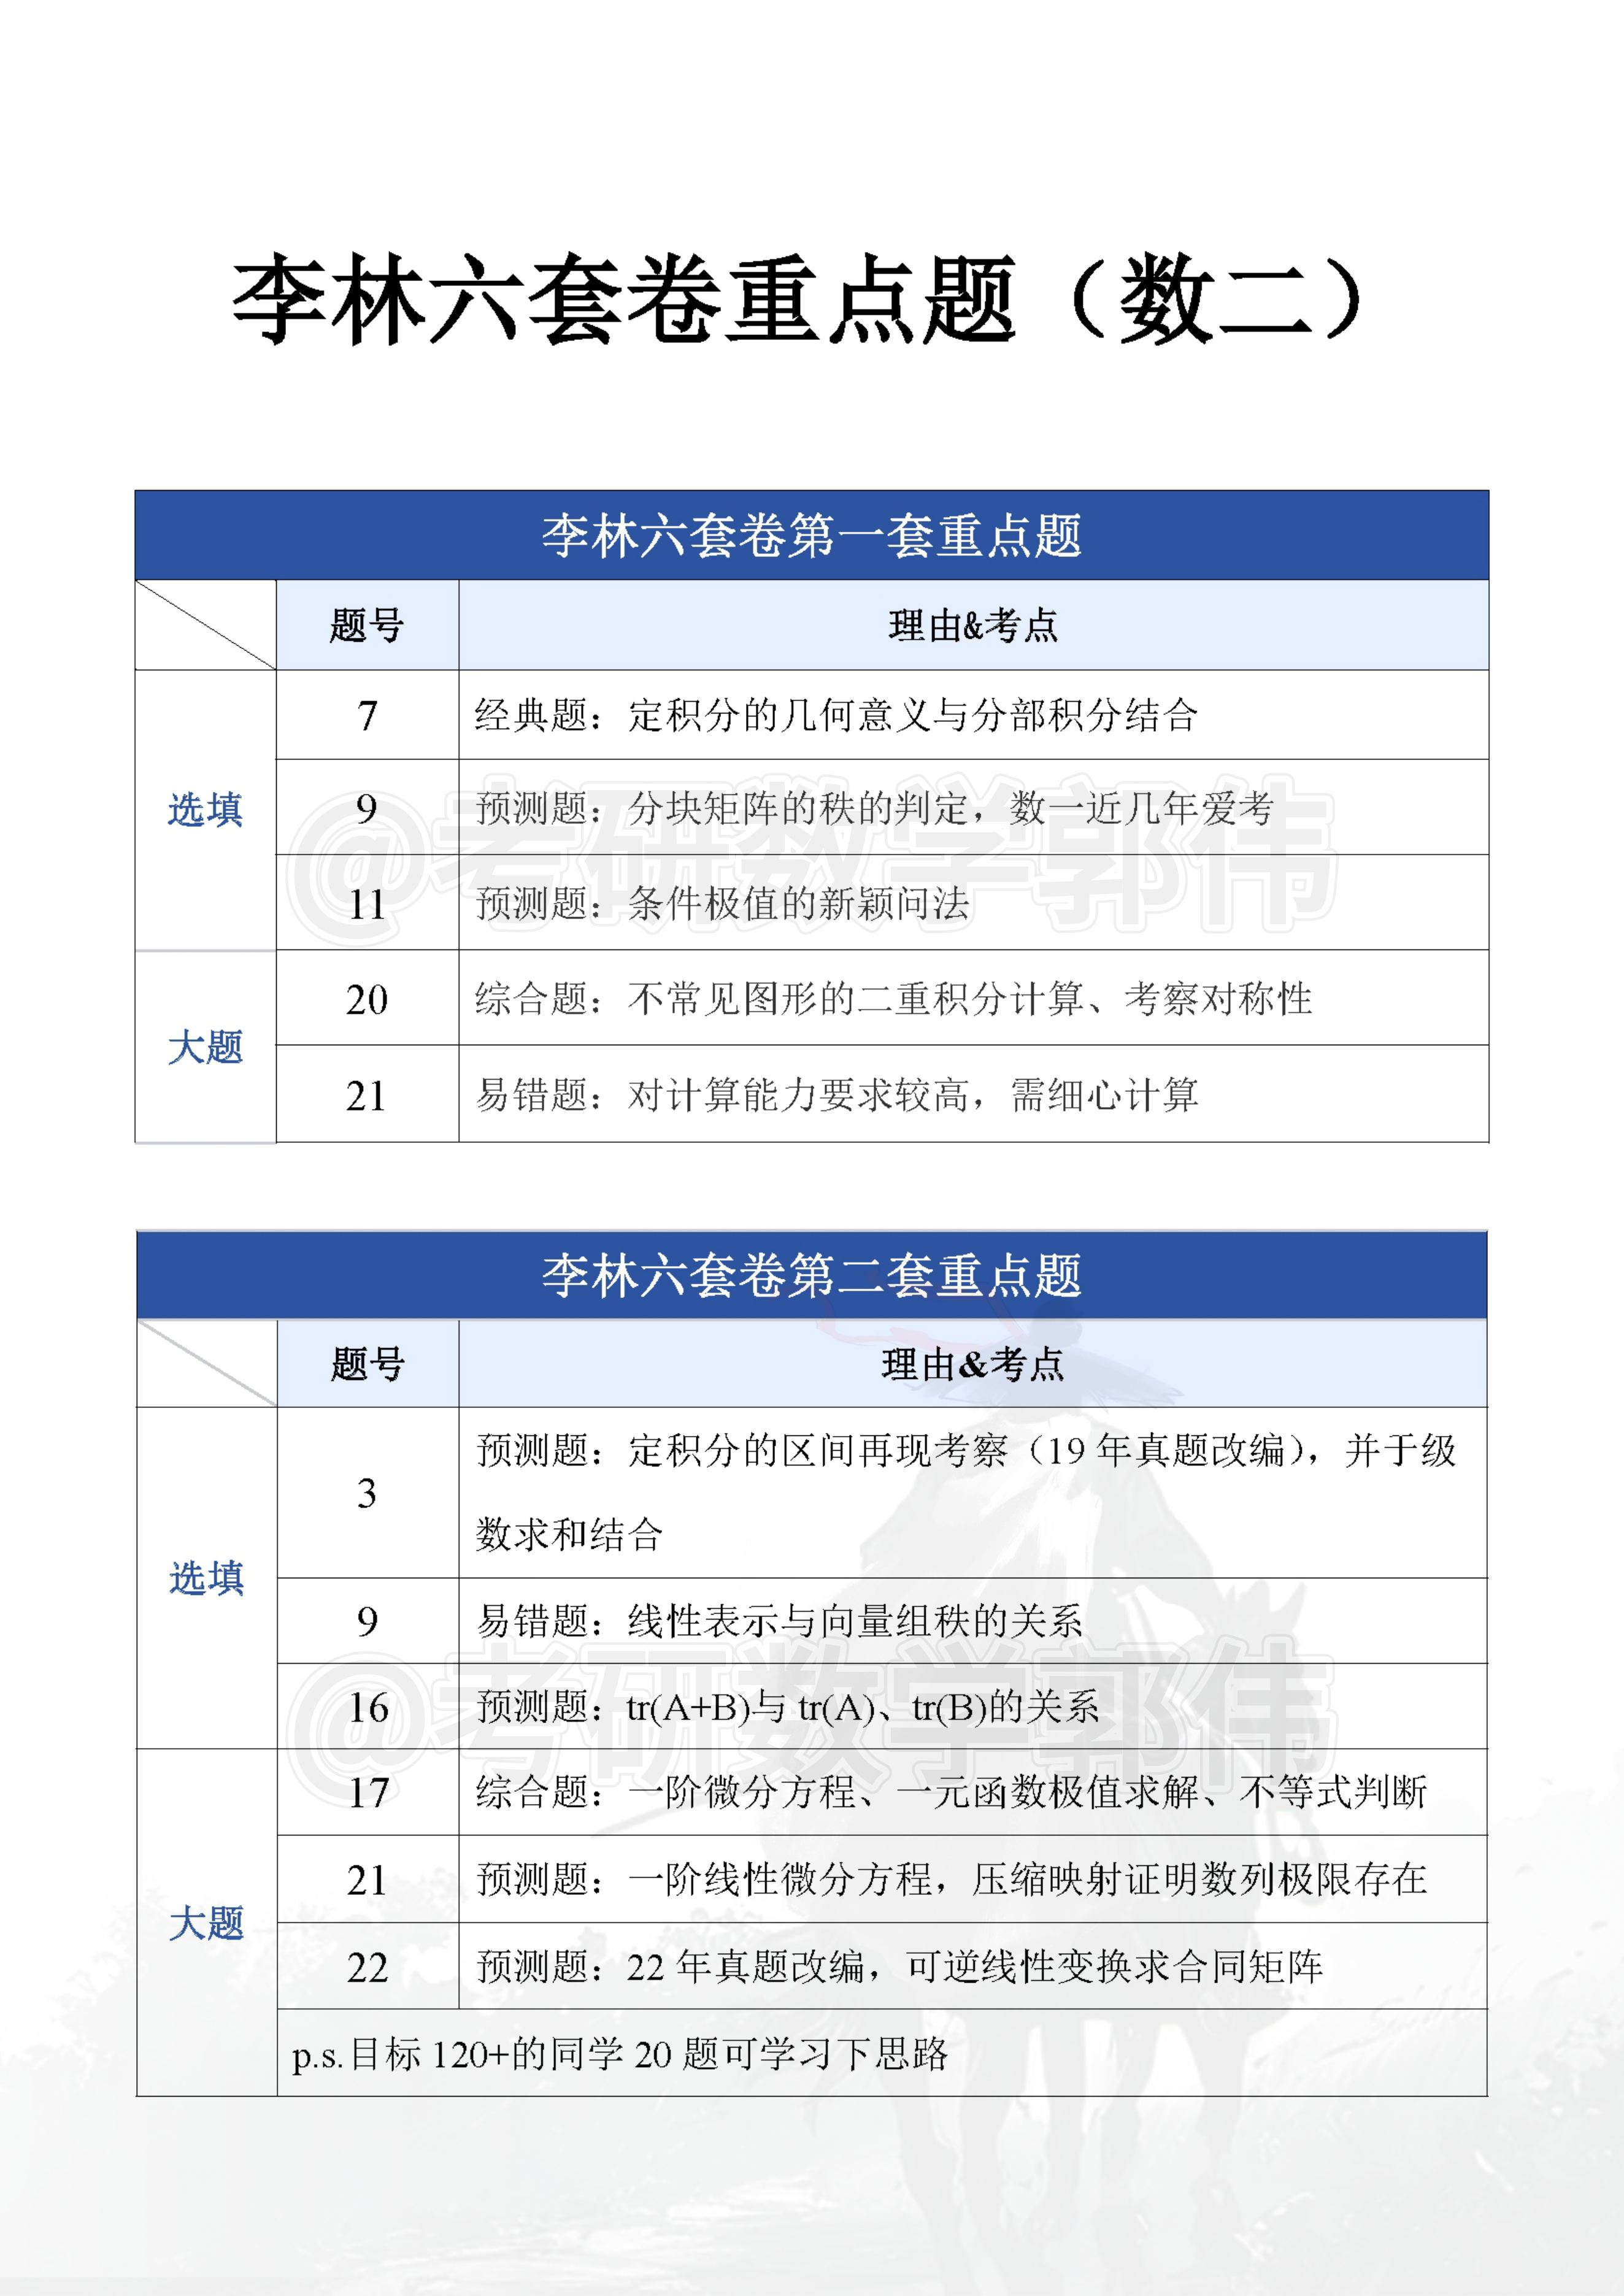 李林六套卷重点题（数二）
李林六套卷第一套重点题
题号 理由&考点
选填
7 经典题：定积分的几何意义与分部积分结合
9 预测题：分块矩阵的秩的判定，数一近几年爱考
11 预测题：条件极值的新颖问法
大题
20 综合题：不常见图形的二重积分计算、考察对称性
21 易错题：对计算能力要求较高，需细心计算
@考研数学郭伟
李林六套卷第二套重点题
题号 理由&考点
选填
3 预测题：定积分的区间再现考察（19 年真题改编），并于级
数求和结合
9 易错题：线性表示与向量组秩的关系
16 预测题：tr(A+B)与 tr(A)、tr(B)的关系
@考研数学郭伟
大题
17 综合题：一阶微分方程、一元函数极值求解、不等式判断
21 预测题：一阶线性微分方程，压缩映射证明数列极限存在
22 预测题：22 年真题改编，可逆线性变换求合同矩阵
p.s.目标 120+的同学 20 题可学习下思路